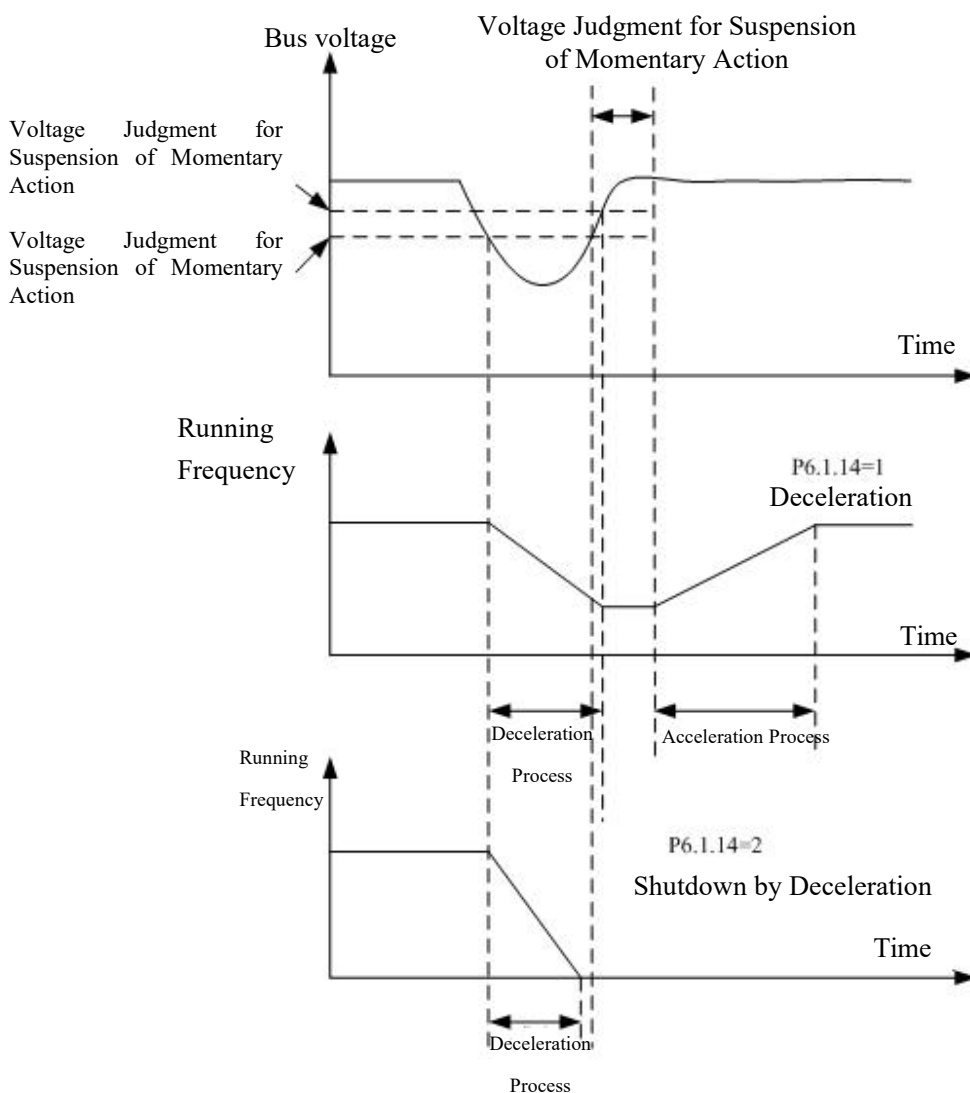 Bus voltage
Voltage Judgment for Suspension
of Momentary Action
Voltage Judgment for
Suspension of Momentary
Action
Voltage Judgment for
Suspension of Momentary
Action
Time
Running
Frequency
P6.1.14=1
Deceleration
Time
Deceleration
Process
Acceleration Process
Running
Frequency
P6.1.14=2
Shutdown by Deceleration
Time
Deceleration
Process